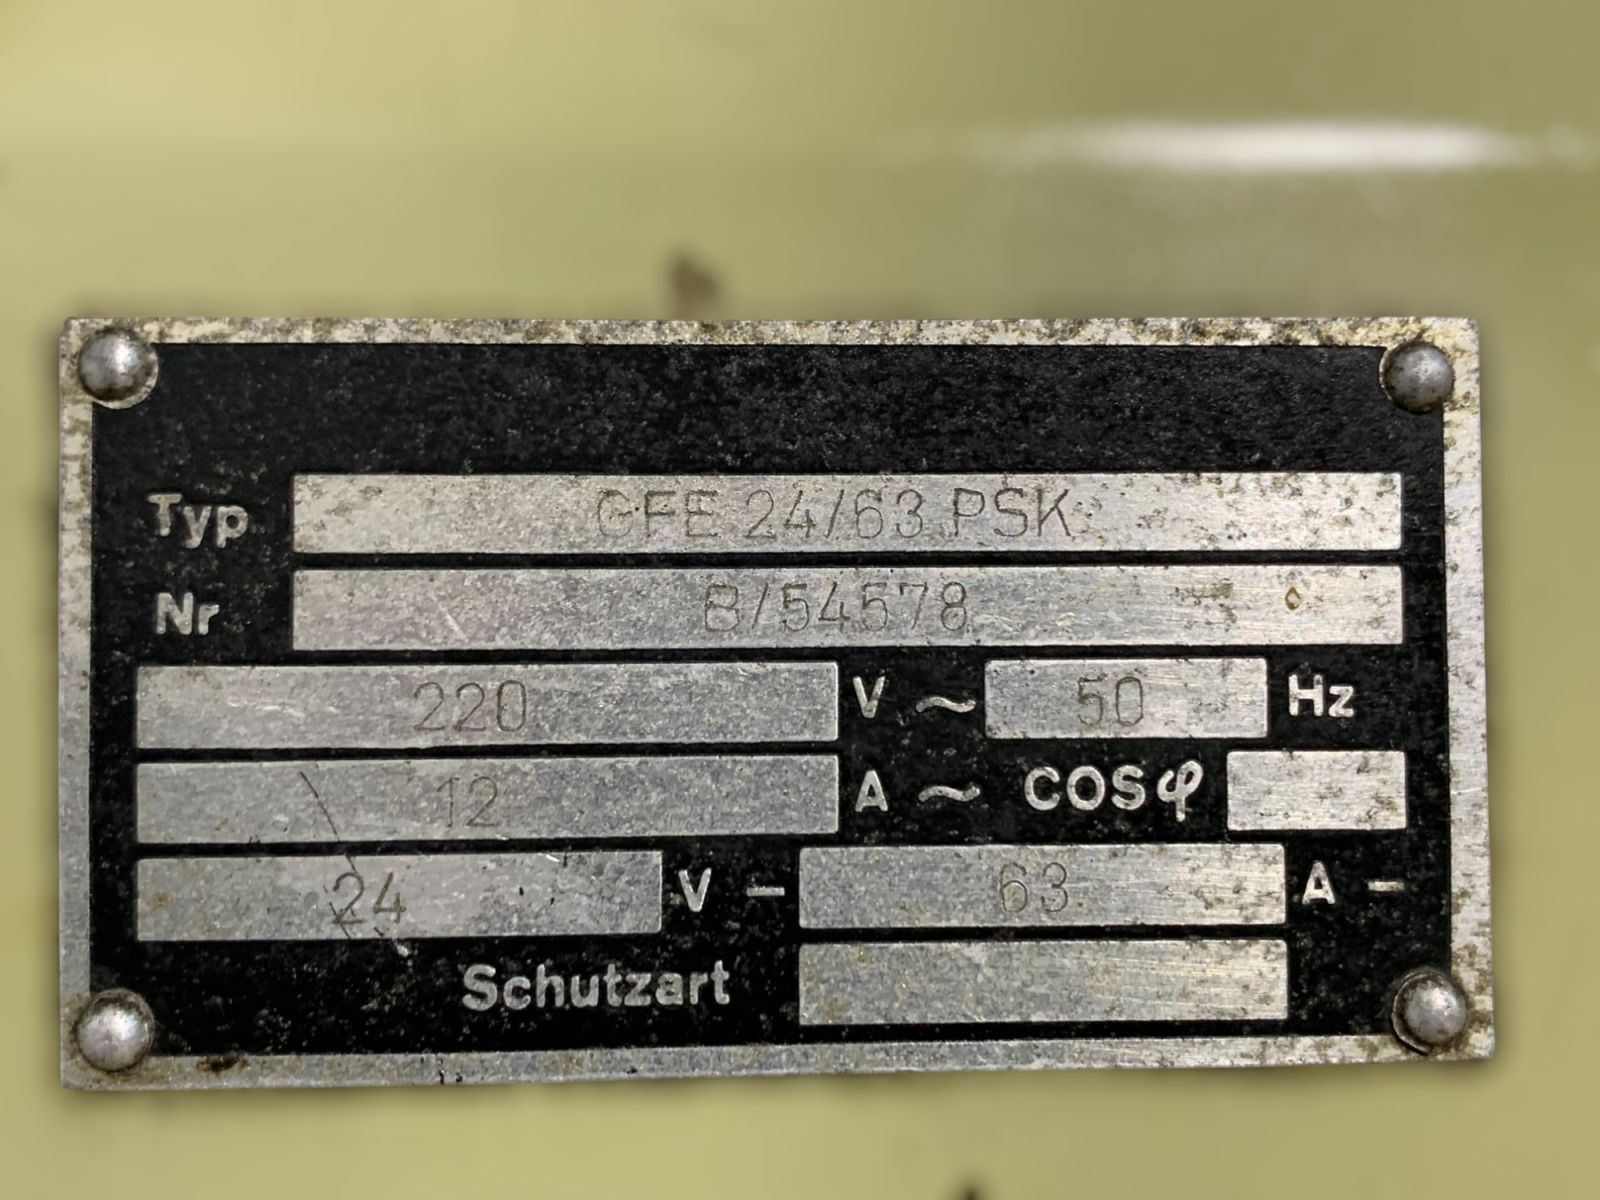 Typ GFE 24/63 PSK
Nr B/54578
220 V ~ 50 Hz
12 A ~ cosφ
24 V – 63 A –
Schutzart